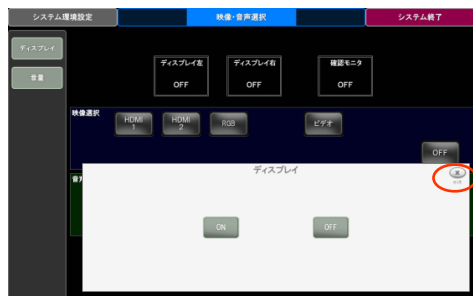 システム環境設定
映像・音声選択
システム終了
ディスプレイ
音量
ディスプレイ左
OFF
ディスプレイ右
OFF
確認モニタ
OFF
映像選択
HDMI
1
HDMI
2
RGB
ビデオ
OFF
ディスプレイ
ON
OFF